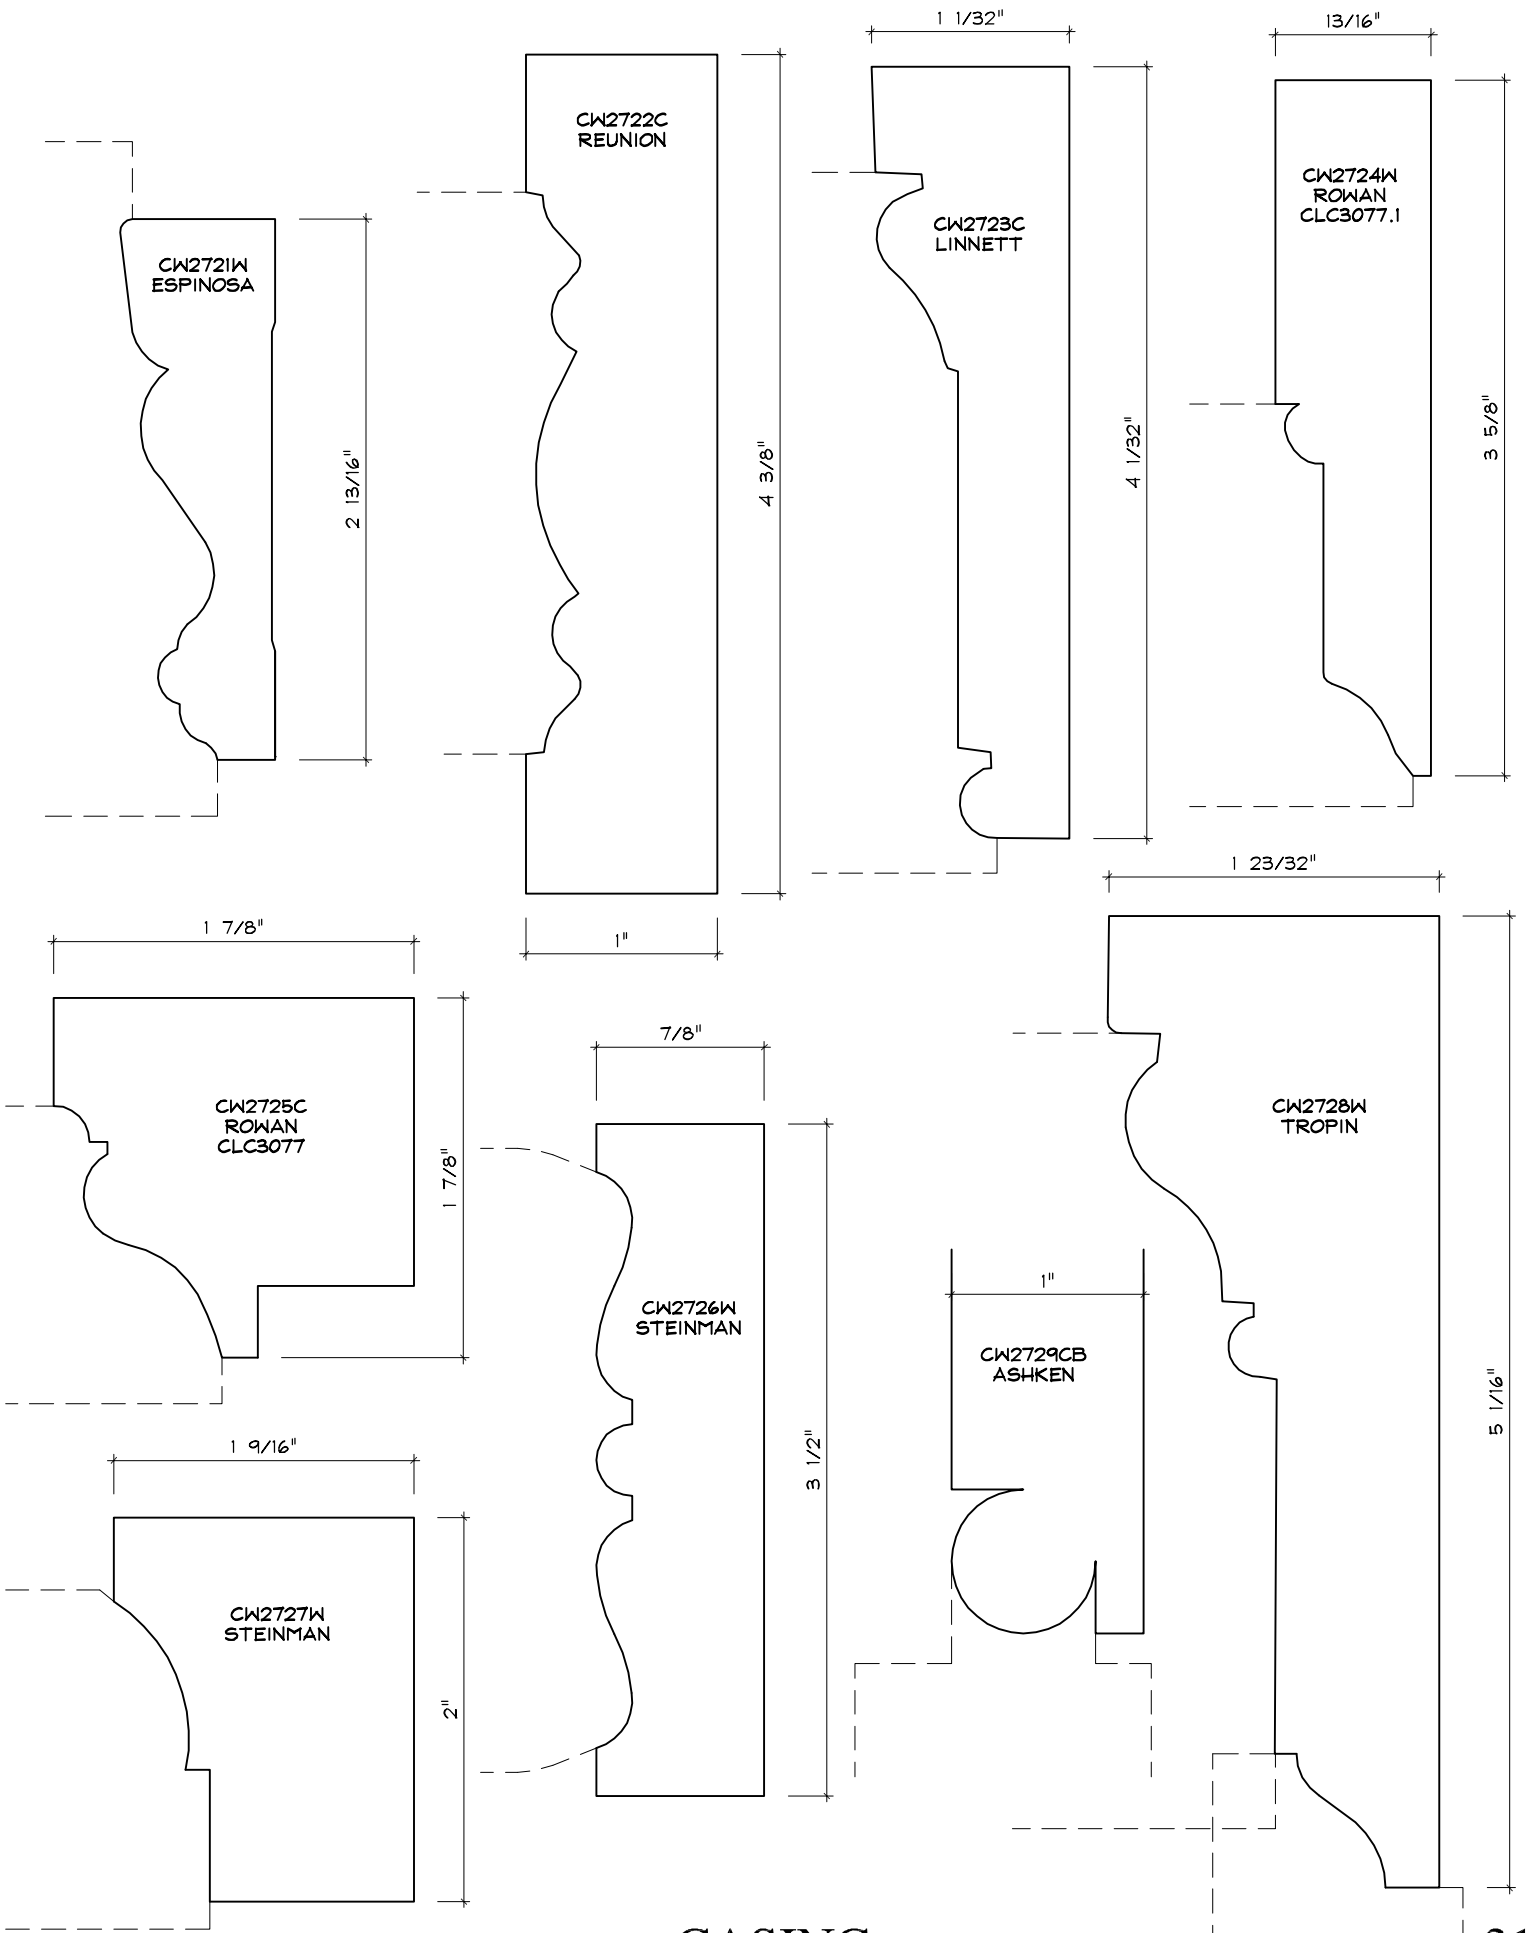 1 1/32"
13/16"
CW2722C
REUNION
CW2724W
ROWAN
CLC3077.1
CW2723C
LINNETT
CW2721W
ESPINOSA
2 13/16"
4 3/8"
4 1/32"
3 5/8"
1 23/32"
1 7/8"
1"
7/8"
CW2725C
ROWAN
CLC3077
1 7/8"
CW2728W
TROPIN
CW2726W
STEINMAN
1"
CW2729CB
ASHKEN
5 1/16"
1 9/16"
3 1/2"
CW2727W
STEINMAN
2"
CASING